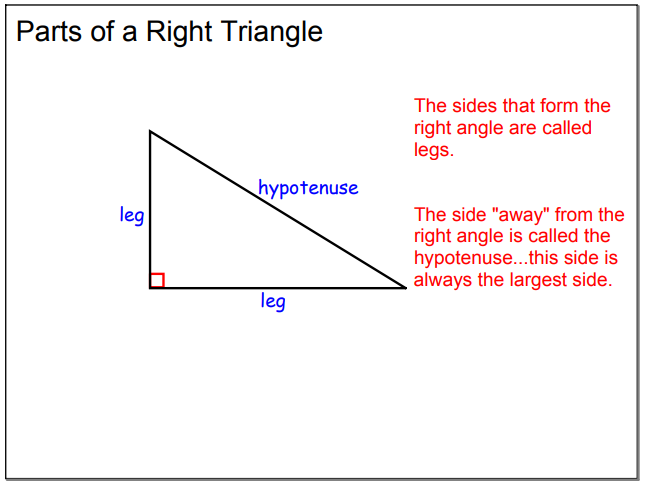 Parts of a Right Triangle
The sides that form the
right angle are called
legs.
hypotenuse
leg
The side "away" from the
right angle is called the
hypotenuse...this side is
always the largest side.
leg